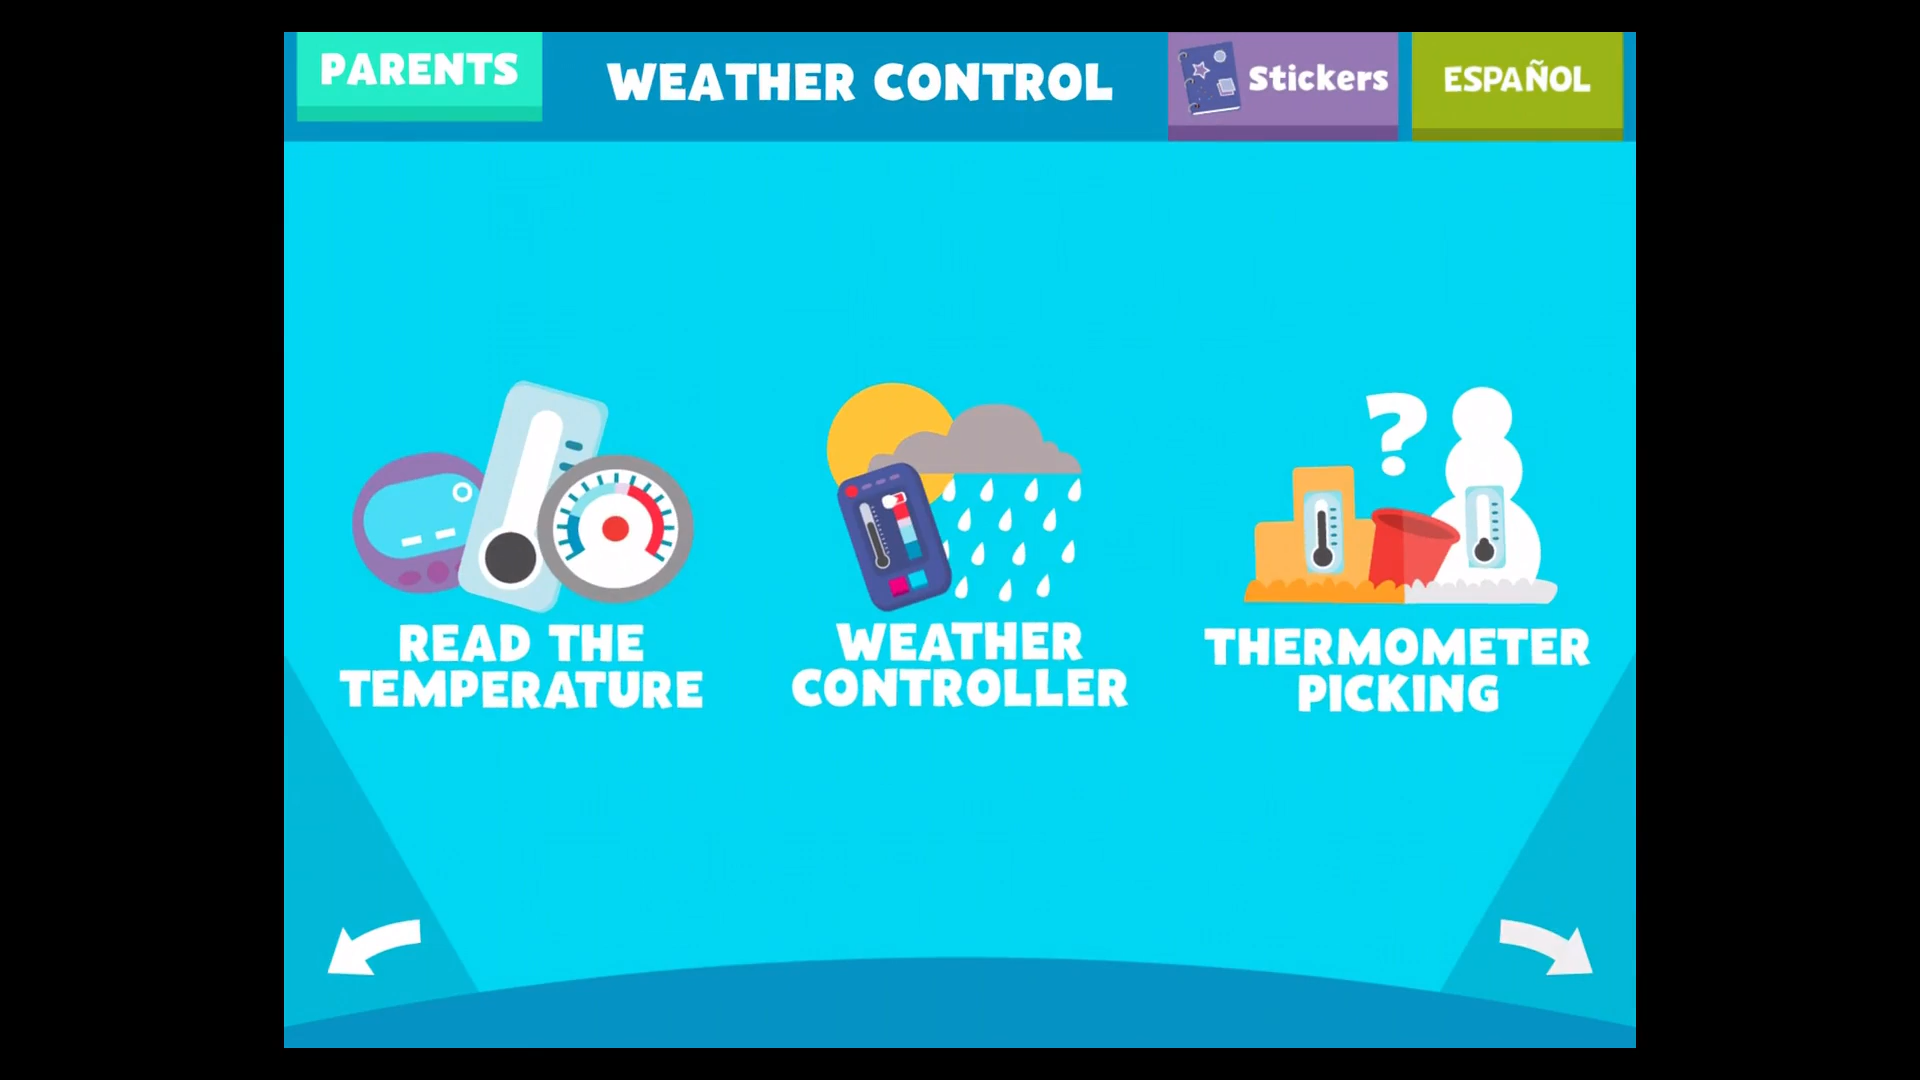 PARENTS
WEATHER CONTROL
Stickers
ESPAÑOL
?
READ THE
TEMPERATURE
WEATHER
CONTROLLER
THERMOMETER
PICKING